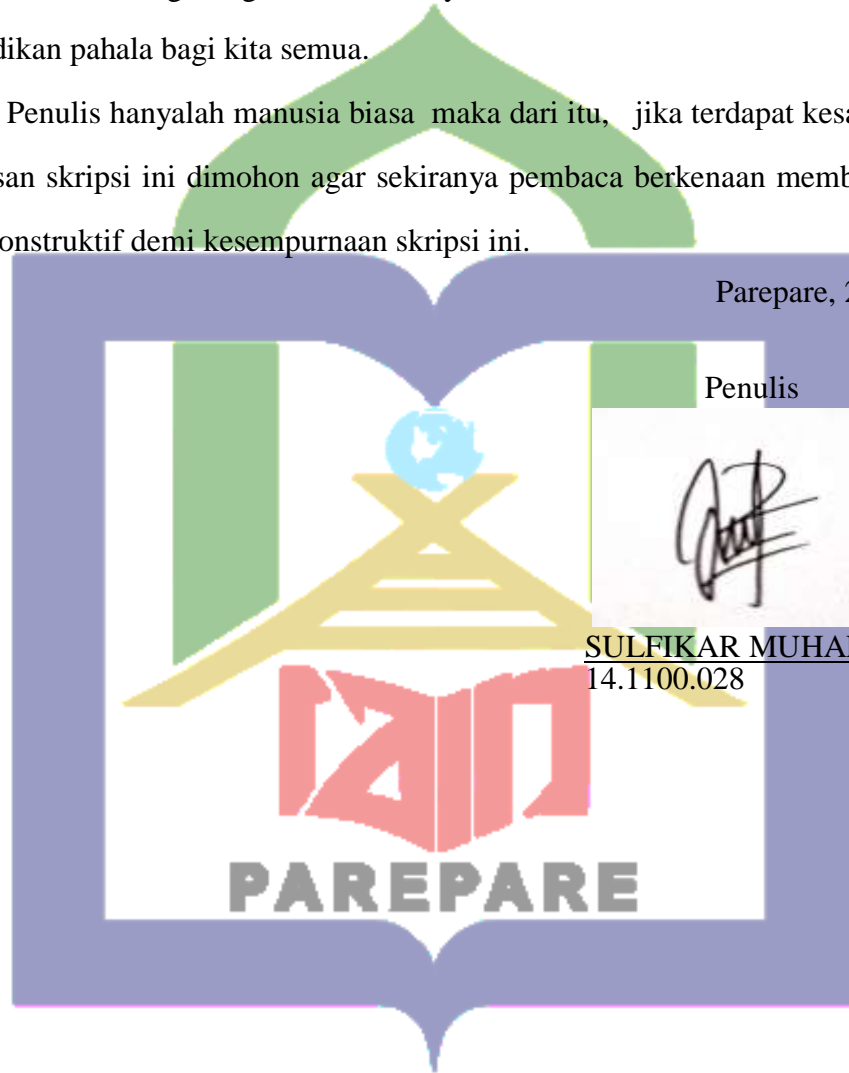 dikan pahala bagi kita semua.
Penulis hanyalah manusia biasa maka dari itu, jika terdapat kesa
san skripsi ini dimohon agar sekiranya pembaca berkenaan memb
onstruktif demi kesempurnaan skripsi ini.
Parepare, 2
Penulis
SULFIKAR MUHA
14.1100.028
iain
PAREPARE